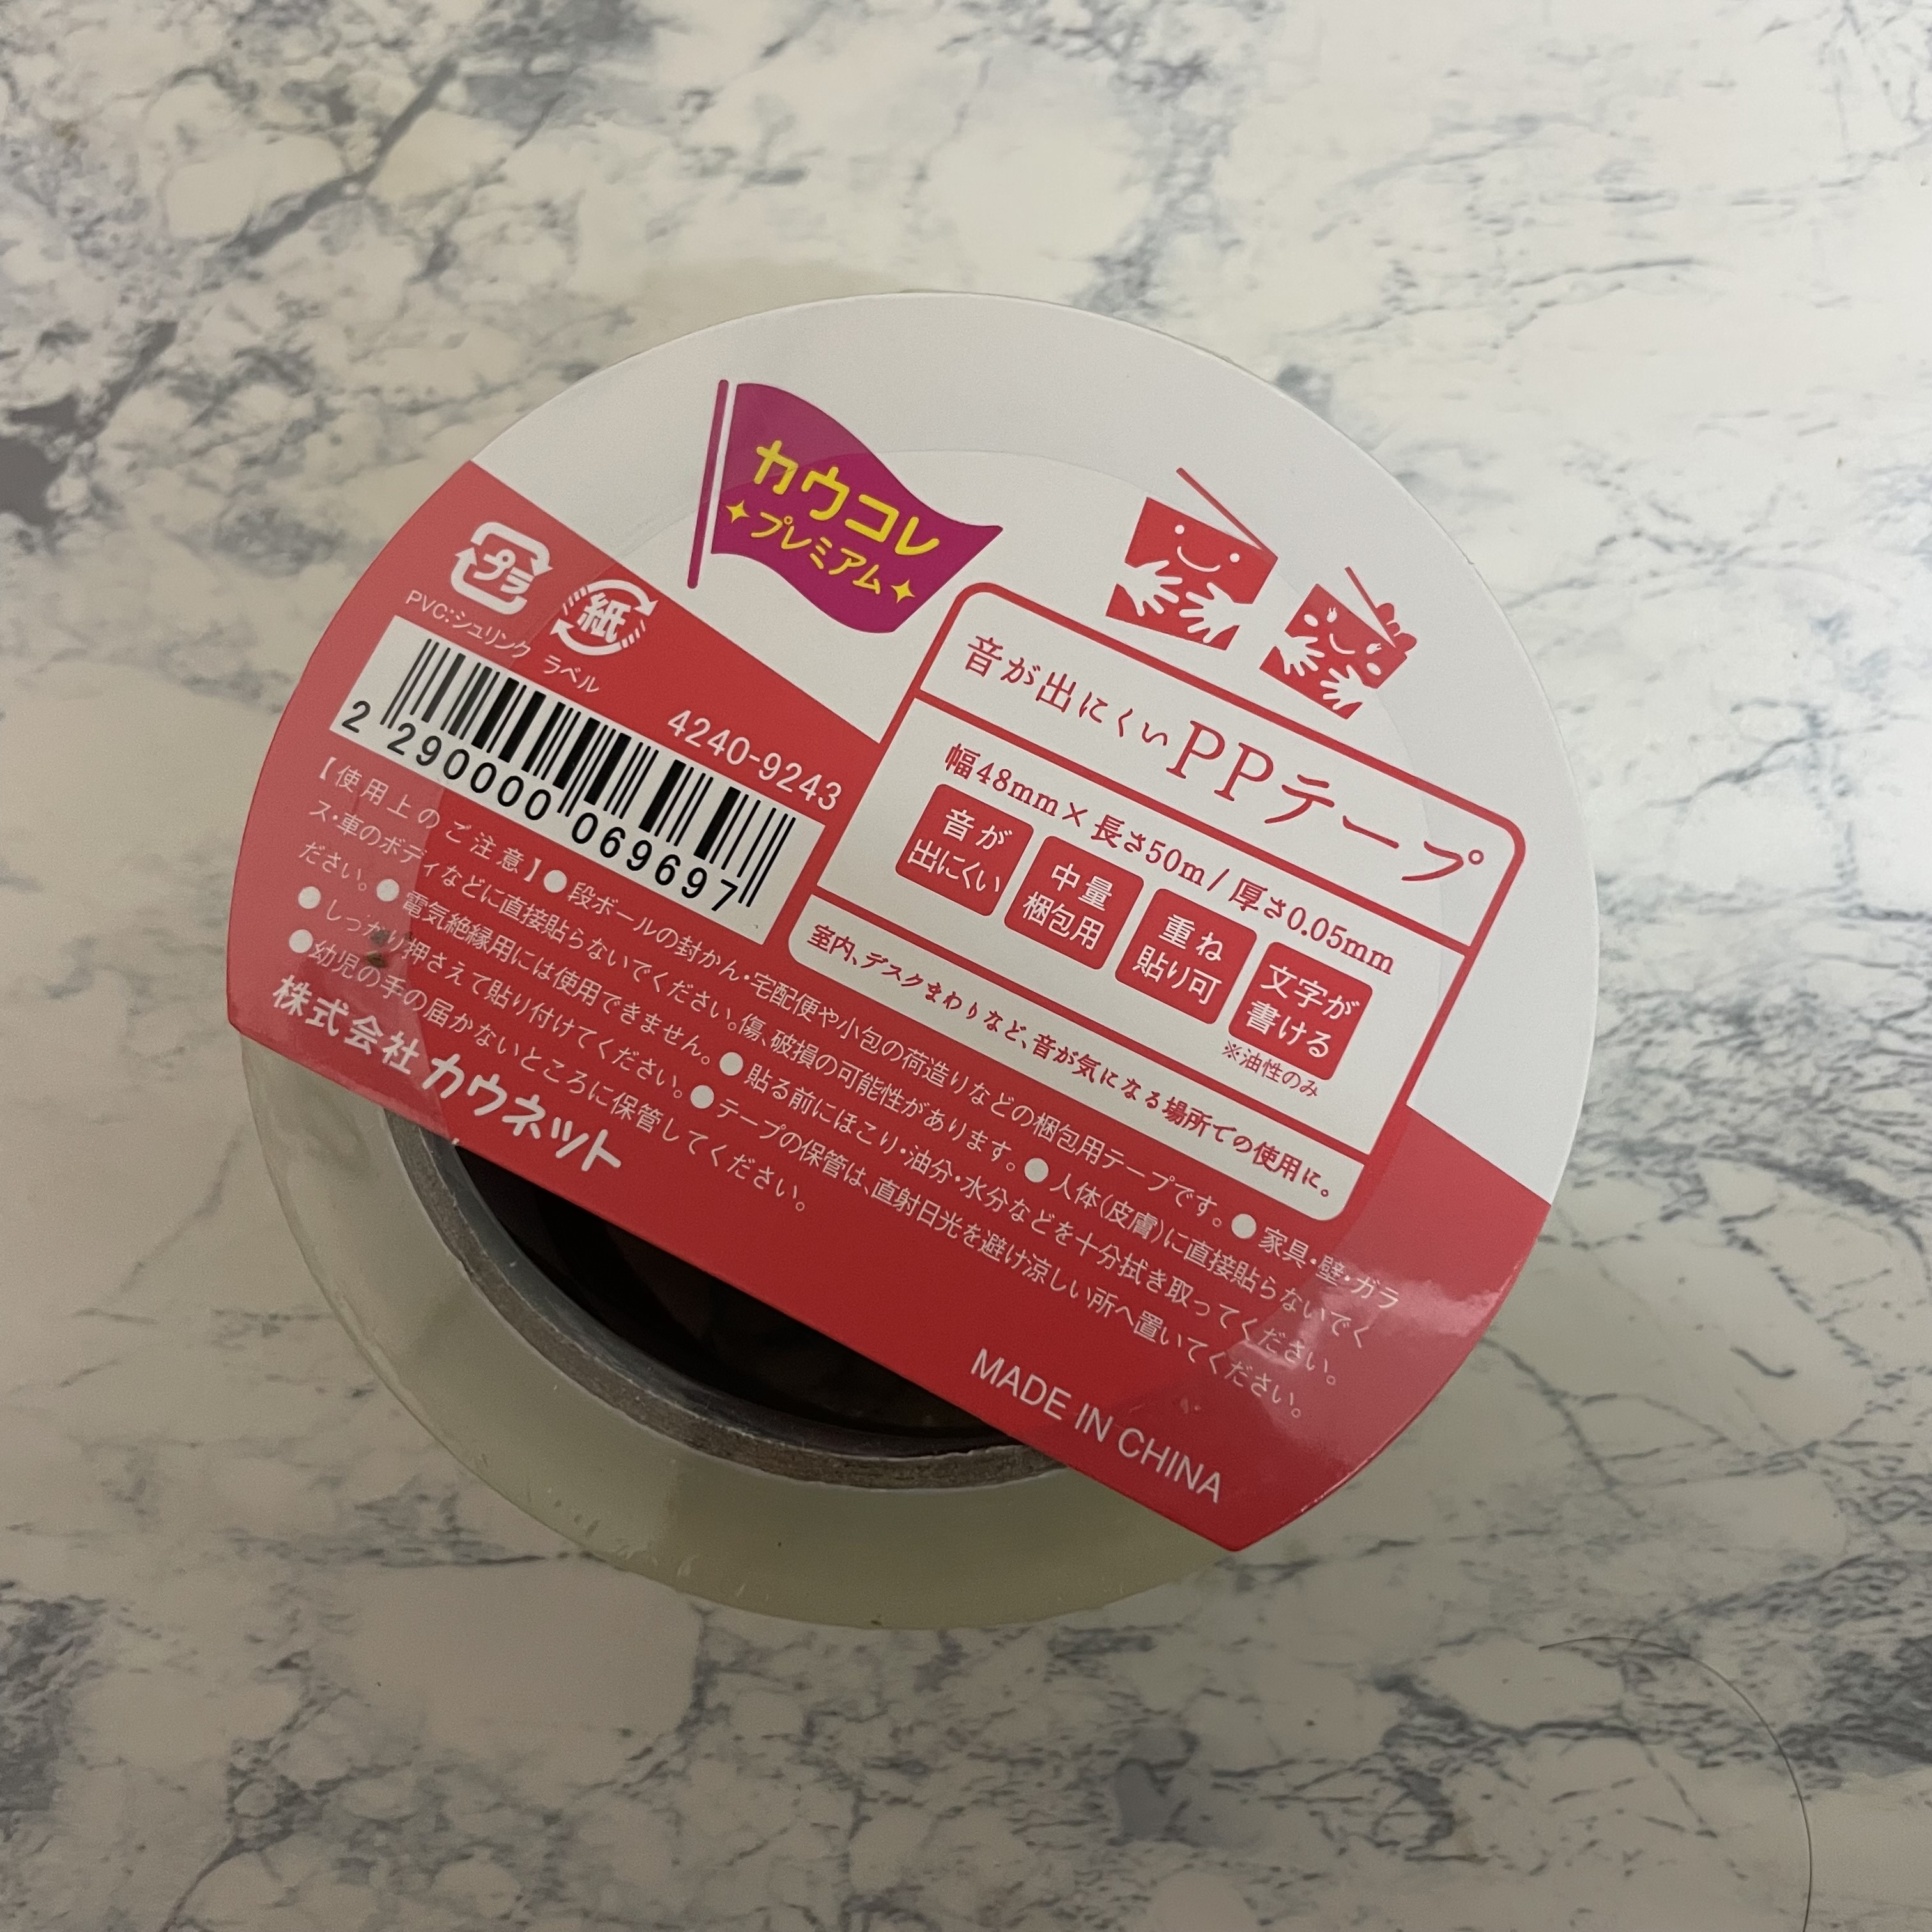 カウコレ
プレミアム
音が出にくいPPテープ
幅48mm×長さ50m/厚さ0.05mm
音が
出にくい
中量
梱包用
重ね
貼り可
文字が
書ける
※油性のみ
室内、デスクまわりなど、音が気になる場所での使用に。
プラ
紙
PVC:シュリンク ラベル
4240-9243
2 290000 069697
【使用上のご注意】●段ボールの封かん・宅配便や小包の荷造りなどの梱包用テープです。●家具・壁・ガラ
ス・車のボディなどに直接貼らないでください。傷、破損の可能性があります。●人体(皮膚)に直接貼らないでく
ださい。●電気絶縁用には使用できません。●貼る前にほこり・油分・水分などを十分拭き取ってください。
●しっかり押さえて貼り付けてください。●テープの保管は、直射日光を避け涼しい所へ置いてください。
●幼児の手の届かないところに保管してください。
株式会社カウネット
MADE IN CHINA